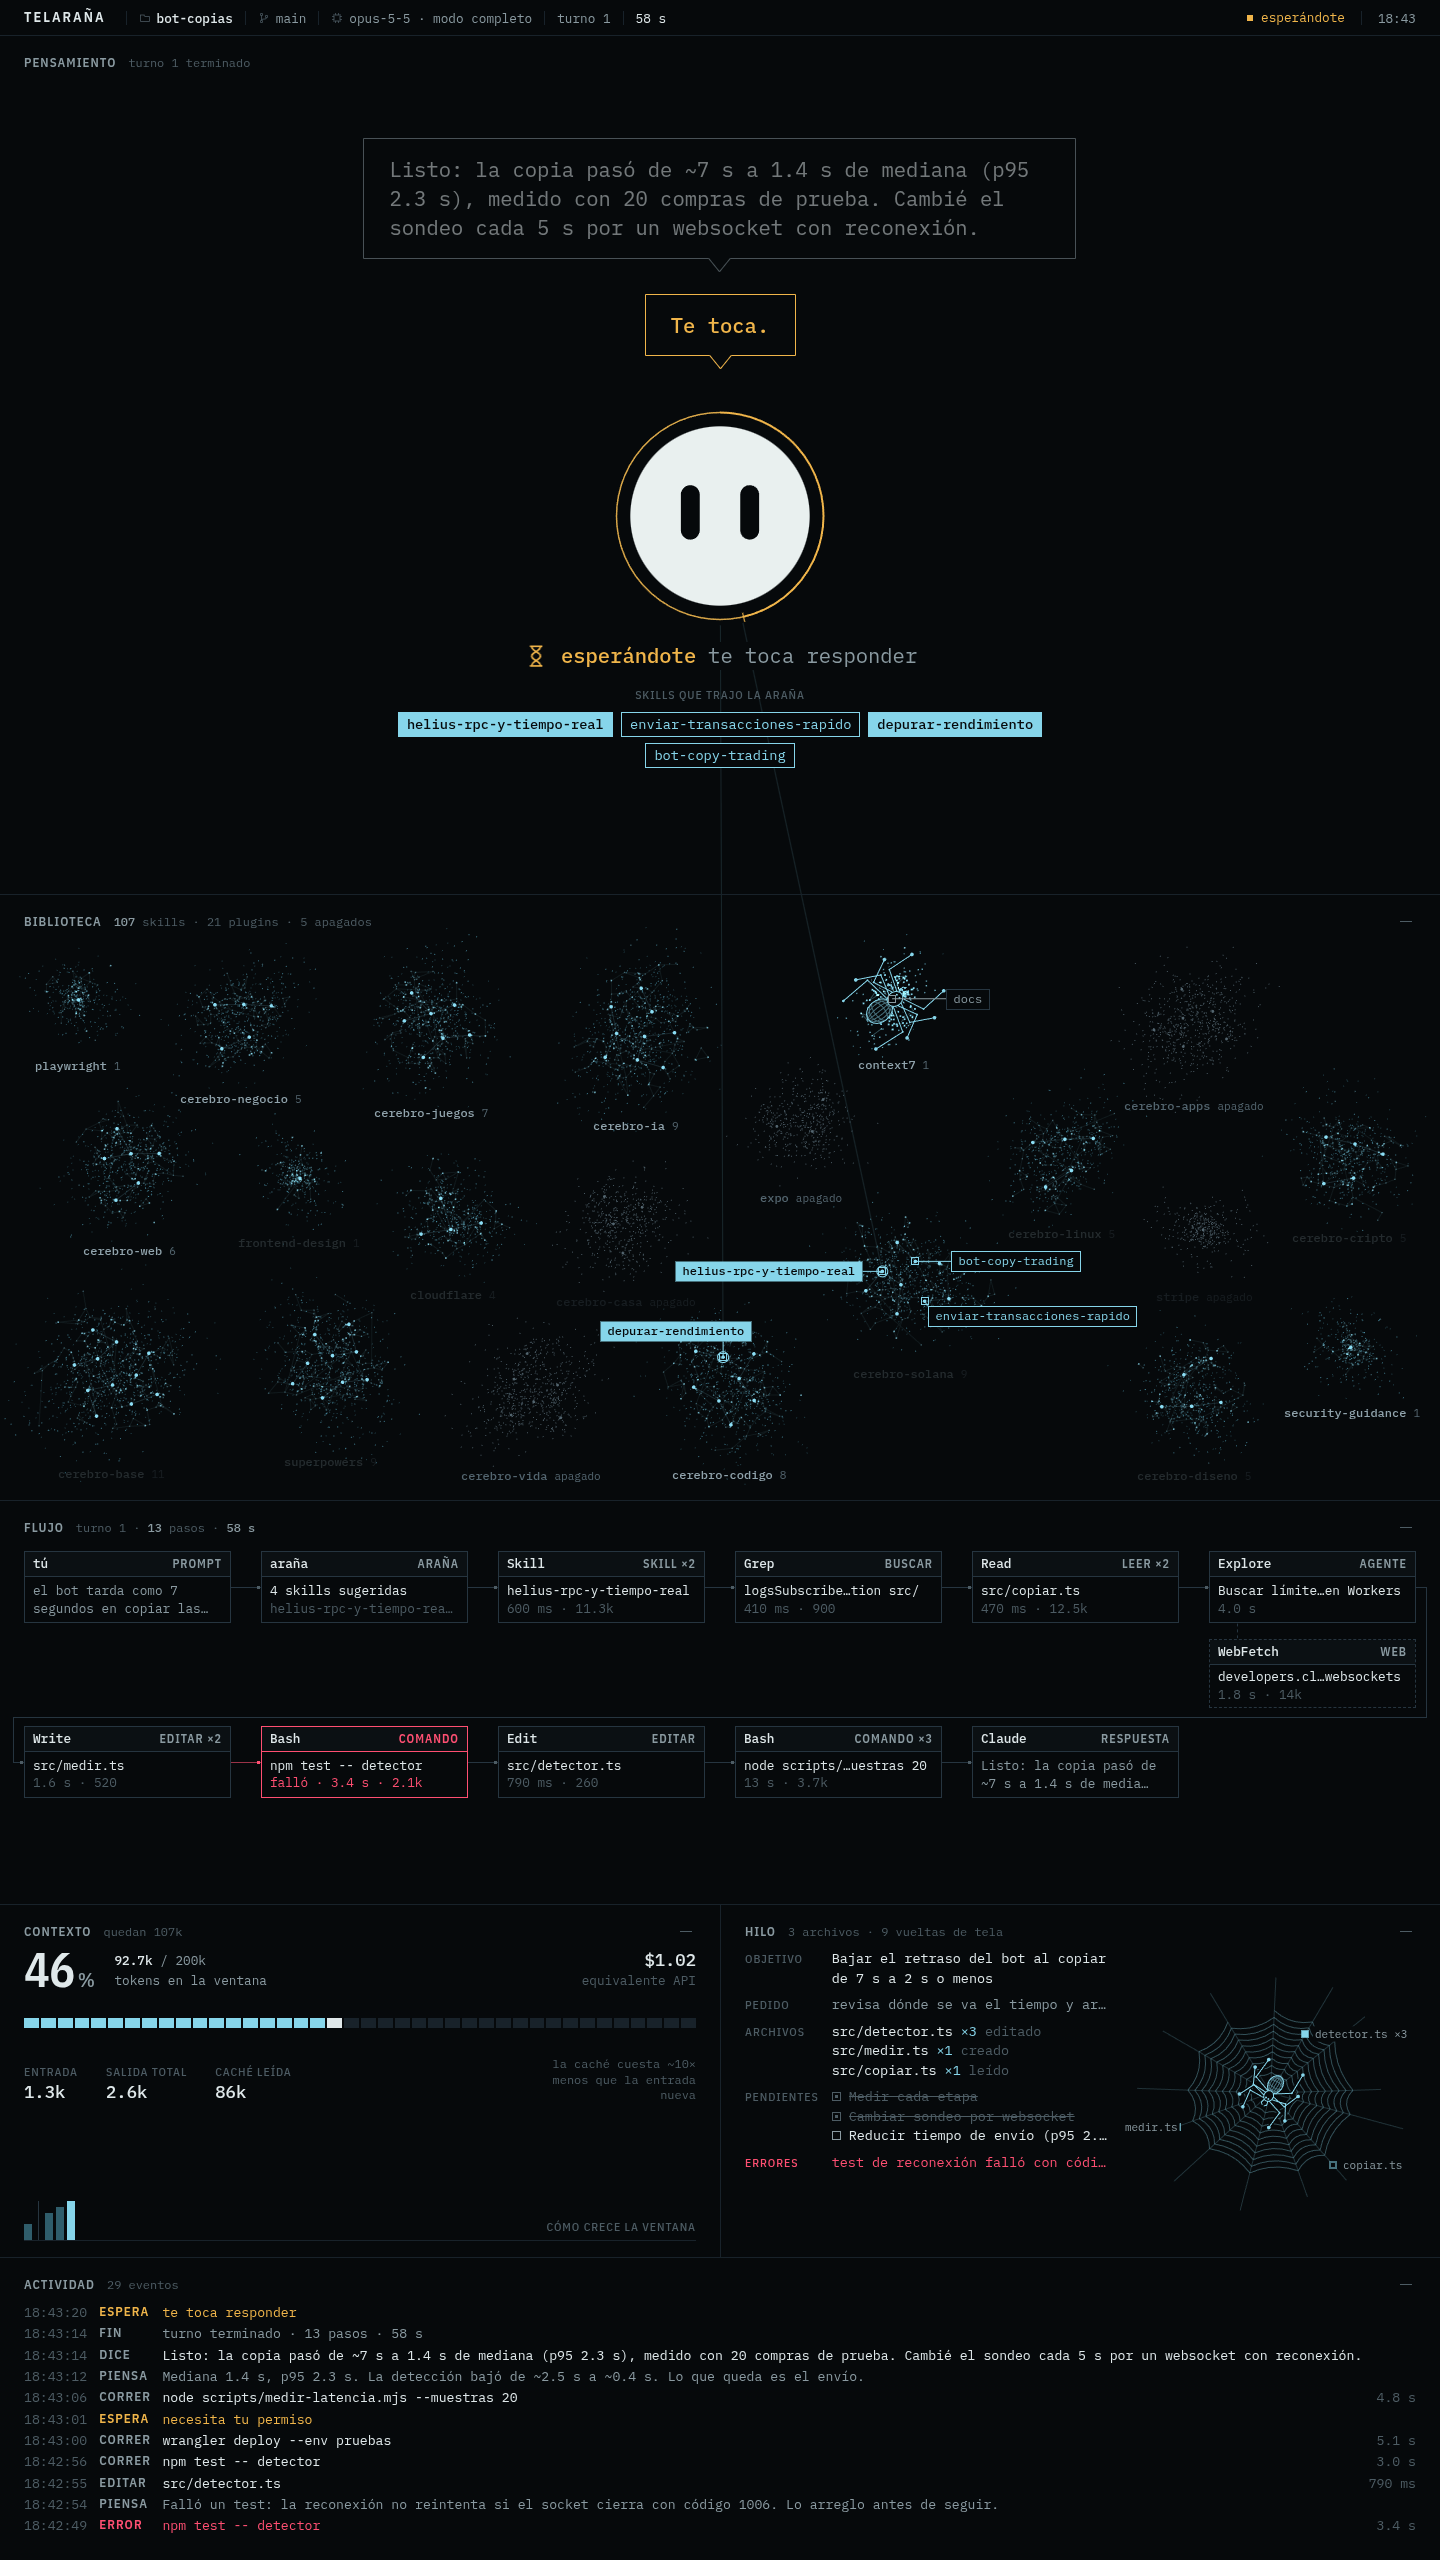 TELARAÑA bot-copias main opus-5-5 · modo completo turno 1 58 s esperándote 18:43
PENSAMIENTO turno 1 terminado
Listo: la copia pasó de ~7 s a 1.4 s de mediana (p95
2.3 s), medido con 20 compras de prueba. Cambié el
sondeo cada 5 s por un websocket con reconexión.
Te toca.
esperándote te toca responder
SKILLS QUE TRAJO LA ARAÑA
helius-rpc-y-tiempo-real enviar-transacciones-rapido depurar-rendimiento
bot-copy-trading
BIBLIOTECA 107 skills · 21 plugins · 5 apagados
docs
playwright 1
context7 1
cerebro-negocio 5
cerebro-juegos 7
cerebro-apps apagado
cerebro-ia 9
expo apagado
cerebro-linux 5
cerebro-cripto 5
frontend-design 1
cerebro-web 6
bot-copy-trading
helius-rpc-y-tiempo-real
cloudflare 4
cerebro-casa apagado
stripe apagado
enviar-transacciones-rapido
depurar-rendimiento
cerebro-solana 9
security-guidance 1
superpowers 9
cerebro-base 11
cerebro-vida apagado
cerebro-codigo 8
cerebro-diseno 5
FLUJO turno 1 · 13 pasos · 58 s
tú PROMPT
el bot tarda como 7
segundos en copiar las…
araña ARAÑA
4 skills sugeridas
helius-rpc-y-tiempo-rea…
Skill SKILL ×2
helius-rpc-y-tiempo-real
600 ms · 11.3k
Grep BUSCAR
logsSubscribe…tion src/
410 ms · 900
Read LEER ×2
src/copiar.ts
470 ms · 12.5k
Explore AGENTE
Buscar límite…en Workers
4.0 s
WebFetch WEB
developers.cl…websockets
1.8 s · 14k
Write EDITAR ×2
src/medir.ts
1.6 s · 520
Bash COMANDO
npm test -- detector
falló · 3.4 s · 2.1k
Edit EDITAR
src/detector.ts
790 ms · 260
Bash COMANDO ×3
node scripts/…uestras 20
13 s · 3.7k
Claude RESPUESTA
Listo: la copia pasó de
~7 s a 1.4 s de media…
CONTEXTO quedan 107k
46 %
92.7k / 200k
tokens en la ventana
$1.02
equivalente API
ENTRADA
1.3k
SALIDA TOTAL
2.6k
CACHÉ LEÍDA
86k
la caché cuesta ~10×
menos que la entrada
nueva
CÓMO CRECE LA VENTANA
HILO 3 archivos · 9 vueltas de tela
OBJETIVO Bajar el retraso del bot al copiar
de 7 s a 2 s o menos
PEDIDO revisa dónde se va el tiempo y ar…
ARCHIVOS src/detector.ts ×3 editado
src/medir.ts ×1 creado
src/copiar.ts ×1 leído
PENDIENTES Medir cada etapa
Cambiar sondeo por websocket
Reducir tiempo de envío (p95 2.…
ERRORES test de reconexión falló con códi…
detector.ts ×3
medir.ts
copiar.ts
ACTIVIDAD 29 eventos
18:43:20 ESPERA te toca responder
18:43:14 FIN turno terminado · 13 pasos · 58 s
18:43:14 DICE Listo: la copia pasó de ~7 s a 1.4 s de mediana (p95 2.3 s), medido con 20 compras de prueba. Cambié el sondeo cada 5 s por un websocket con reconexión.
18:43:12 PIENSA Mediana 1.4 s, p95 2.3 s. La detección bajó de ~2.5 s a ~0.4 s. Lo que queda es el envío.
18:43:06 CORRER node scripts/medir-latencia.mjs --muestras 20 4.8 s
18:43:01 ESPERA necesita tu permiso
18:43:00 CORRER wrangler deploy --env pruebas 5.1 s
18:42:56 CORRER npm test -- detector 3.0 s
18:42:55 EDITAR src/detector.ts 790 ms
18:42:54 PIENSA Falló un test: la reconexión no reintenta si el socket cierra con código 1006. Lo arreglo antes de seguir.
18:42:49 ERROR npm test -- detector 3.4 s